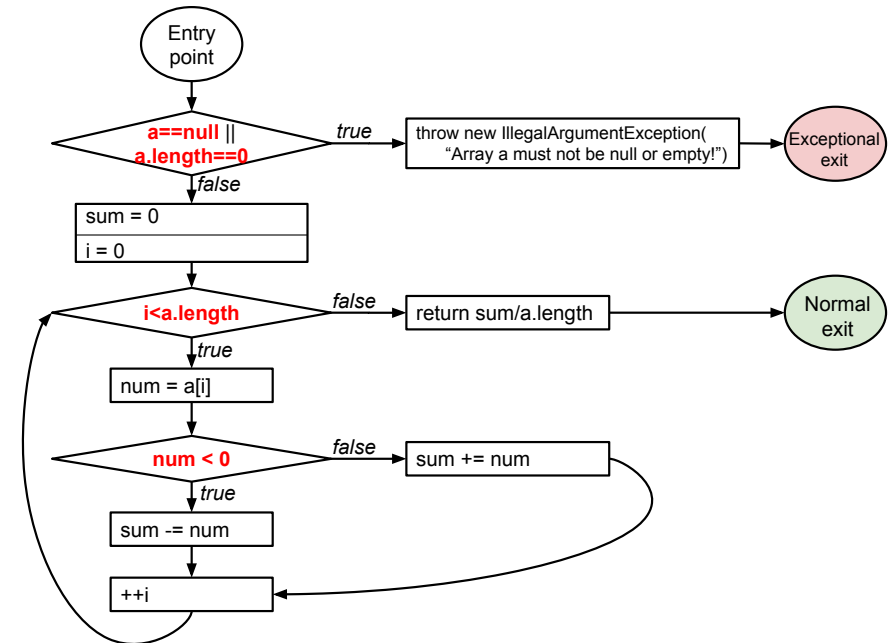 Entry
point
a==null ||
a.length==0
true
throw new IllegalArgumentException(
“Array a must not be null or empty!”)
Exceptional
exit
false
sum = 0
i = 0
i<a.length
false
return sum/a.length
Normal
exit
true
num = a[i]
num < 0
false
sum += num
true
sum -= num
++i